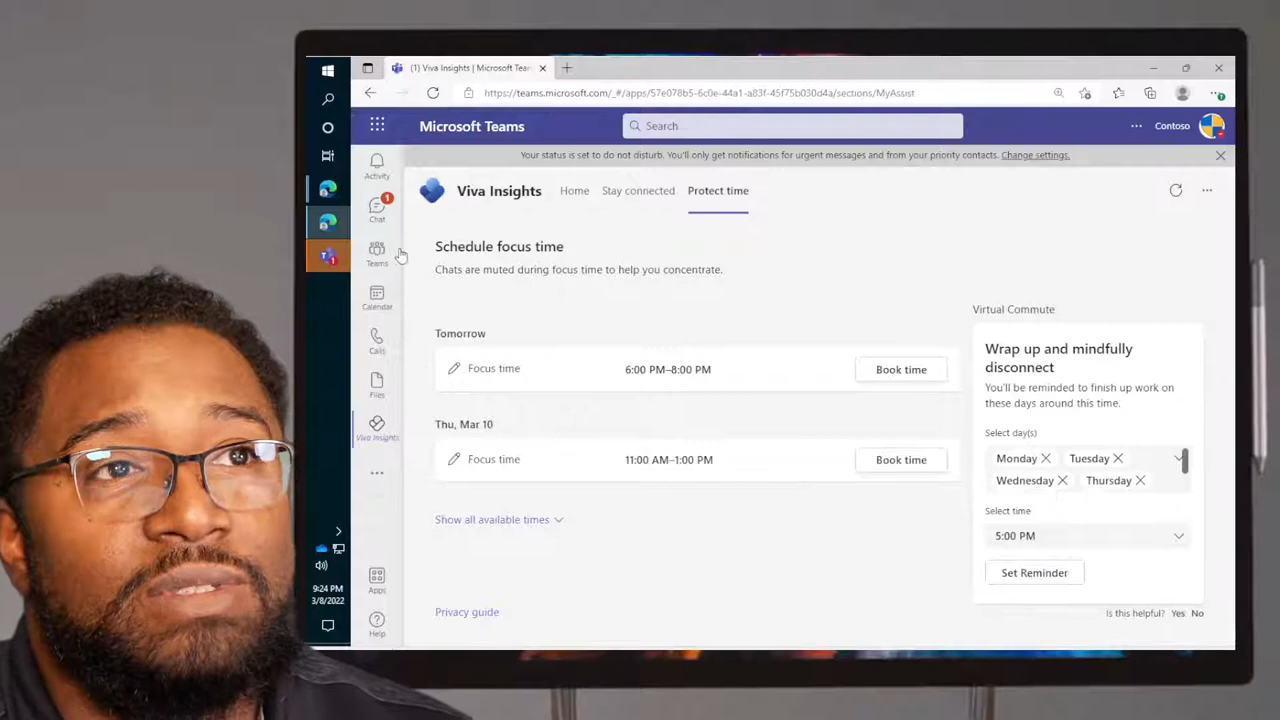 (1) Viva Insights | Microsoft Tea
https://teams.microsoft.com/_#/apps/57e078b5-6c0e-44a1-a83f-45f75b030d4a/sections/MyAssist
Microsoft Teams
Search
Contoso
Your status is set to do not disturb. You'll only get notifications for urgent messages and from your priority contacts. Change settings.
Activity
1
Chat
Teams
Calendar
Calls
Files
Viva Insights
Apps
Help
Viva Insights
Home
Stay connected
Protect time
Schedule focus time
Chats are muted during focus time to help you concentrate.
Tomorrow
Focus time
6:00 PM–8:00 PM
Book time
Thu, Mar 10
Focus time
11:00 AM–1:00 PM
Book time
Show all available times
Privacy guide
Virtual Commute
Wrap up and mindfully
disconnect
You'll be reminded to finish up work on
these days around this time.
Select day(s)
Monday
Tuesday
Wednesday
Thursday
Select time
5:00 PM
Set Reminder
Is this helpful? Yes No
9:24 PM
3/8/2022